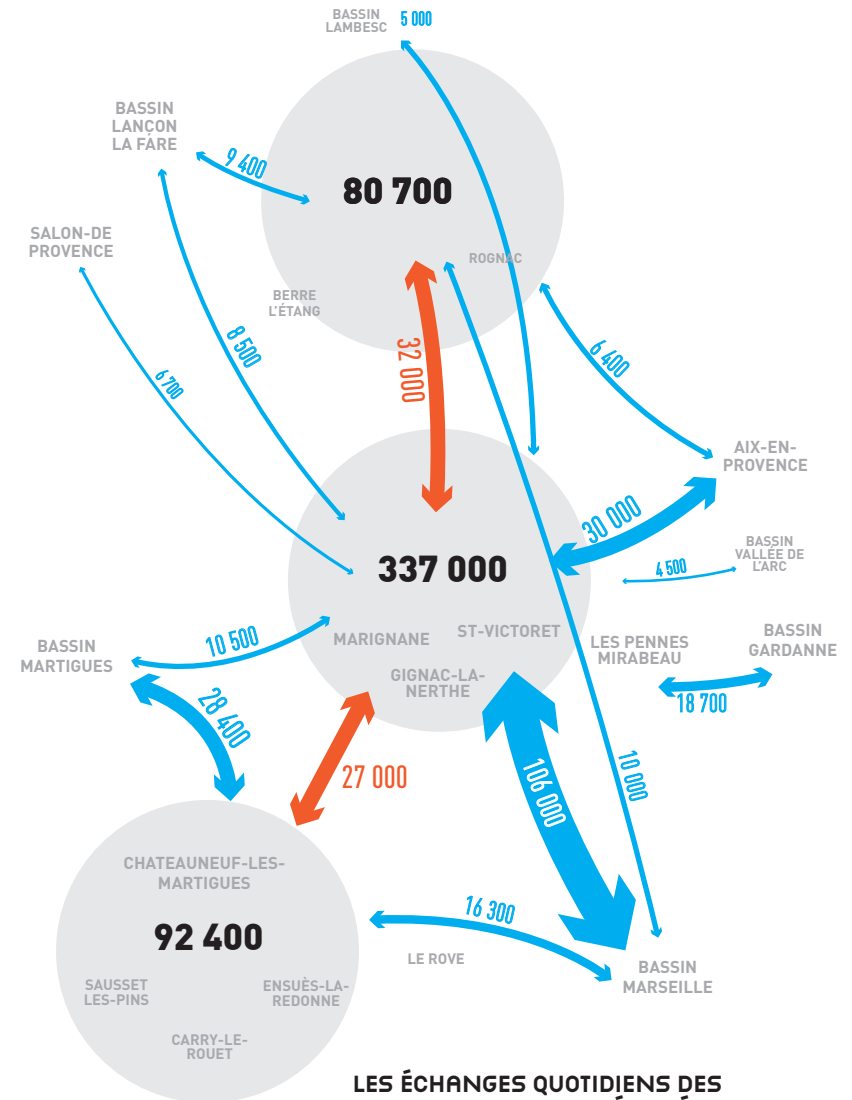 BASSIN
LAMBESC
5 000
BASSIN
LANÇON
LA FARE
9 400
80 700
SALON-DE
PROVENCE
ROGNAC
BERRE
L'ÉTANG
8 500
32 000
6 400
6 700
AIX-EN-
PROVENCE
30 000
BASSIN
VALLÉE DE
L'ARC
4 500
337 000
MARIGNANE
ST-VICTORET
BASSIN
MARTIGUES
10 500
LES PENNES
MIRABEAU
BASSIN
GARDANNE
GIGNAC-LA-
NERTHE
18 700
28 400
27 000
106 000
10 000
CHATEAUNEUF-LES-
MARTIGUES
92 400
16 300
LE ROVE
BASSIN
MARSEILLE
SAUSSET
LES-PINS
ENSUÈS-LA-
REDONNE
CARRY-LE-
ROUET
LES ÉCHANGES QUOTIDIENS DES